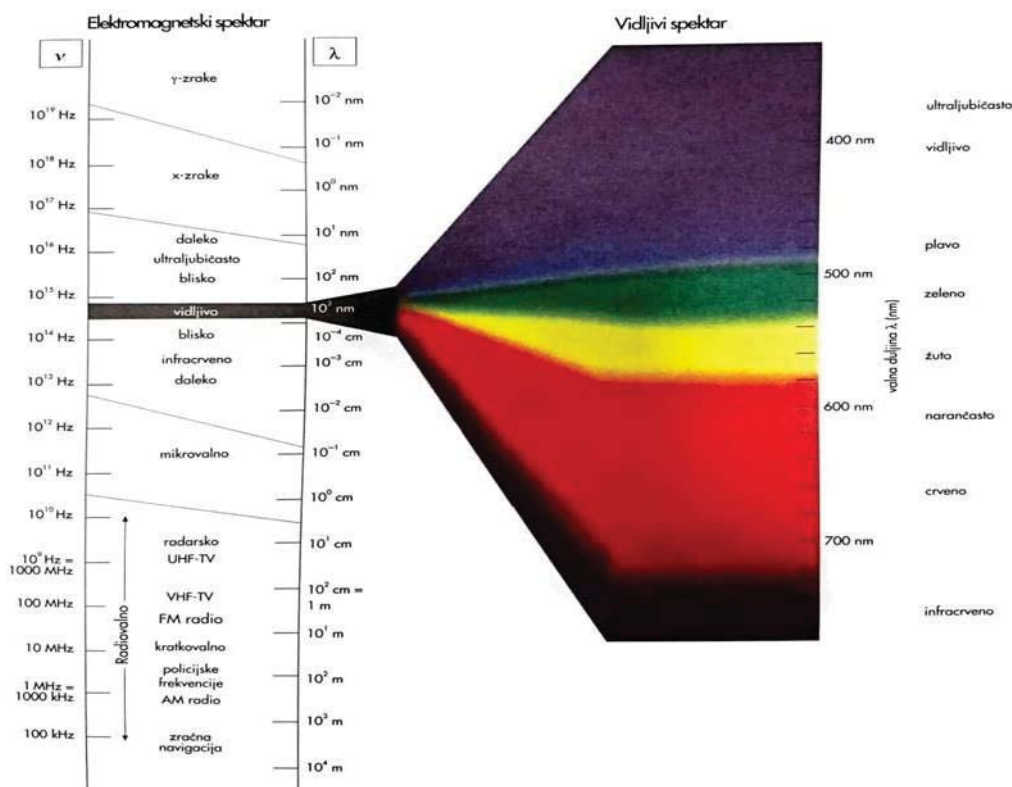 Elektromagnetski spektar
ν
λ
γ-zrake
x-zrake
daleko
ultraljubičasto
blisko
vidljivo
blisko
infracrveno
daleko
mikrovalno
radarsko
UHF-TV
VHF-TV
FM radio
kratkovalno
policijske
frekvencije
AM radio
zračna
navigacija
Radiovalno
10¹⁹ Hz
10¹⁸ Hz
10¹⁷ Hz
10¹⁶ Hz
10¹⁵ Hz
10¹⁴ Hz
10¹³ Hz
10¹² Hz
10¹¹ Hz
10¹⁰ Hz
10⁹ Hz =
1000 MHz
100 MHz
10 MHz
1 MHz =
1000 kHz
100 kHz
10⁻² nm
10⁻¹ nm
10⁰ nm
10¹ nm
10² nm
10³ nm
10⁻⁴ cm
10⁻³ cm
10⁻² cm
10⁻¹ cm
10⁰ cm
10¹ cm
10² cm =
1 m
10¹ m
10² m
10³ m
10⁴ m
Vidljivi spektar
400 nm
500 nm
600 nm
700 nm
valna duljina λ (nm)
ultraljubičasto
vidljivo
plavo
zeleno
žuto
narančasto
crveno
infracrveno